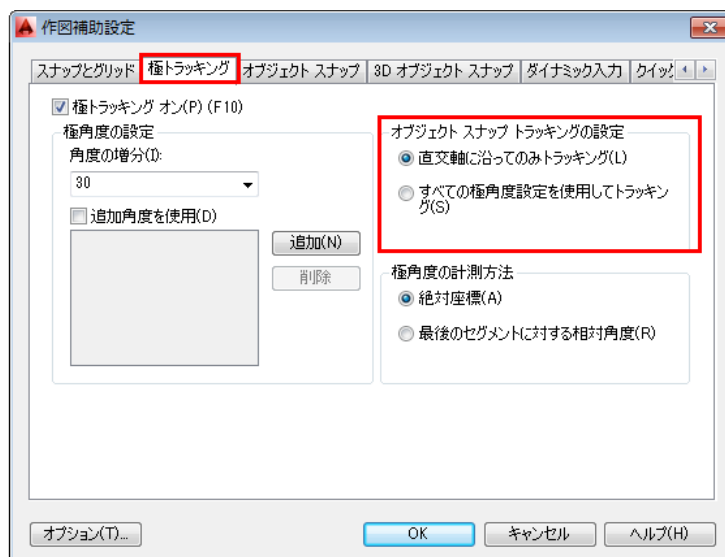 作図補助設定
スナップとグリッド 極トラッキング オブジェクト スナップ 3D オブジェクト スナップ ダイナミック入力 クイック
極トラッキング オン(P) (F10)
極角度の設定
角度の増分(I):
30
追加角度を使用(D)
追加(N)
削除
オブジェクト スナップ トラッキングの設定
直交軸に沿ってのみトラッキング(L)
すべての極角度設定を使用してトラッキン
グ(S)
極角度の計測方法
絶対座標(A)
最後のセグメントに対する相対角度(R)
オプション(T)...
OK
キャンセル
ヘルプ(H)